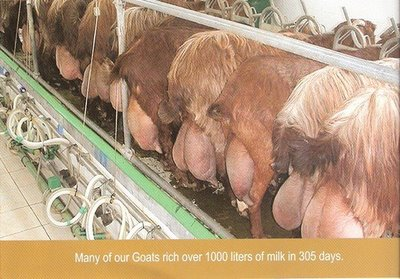 Many of our Goats rich over 1000 liters of milk in 305 days.